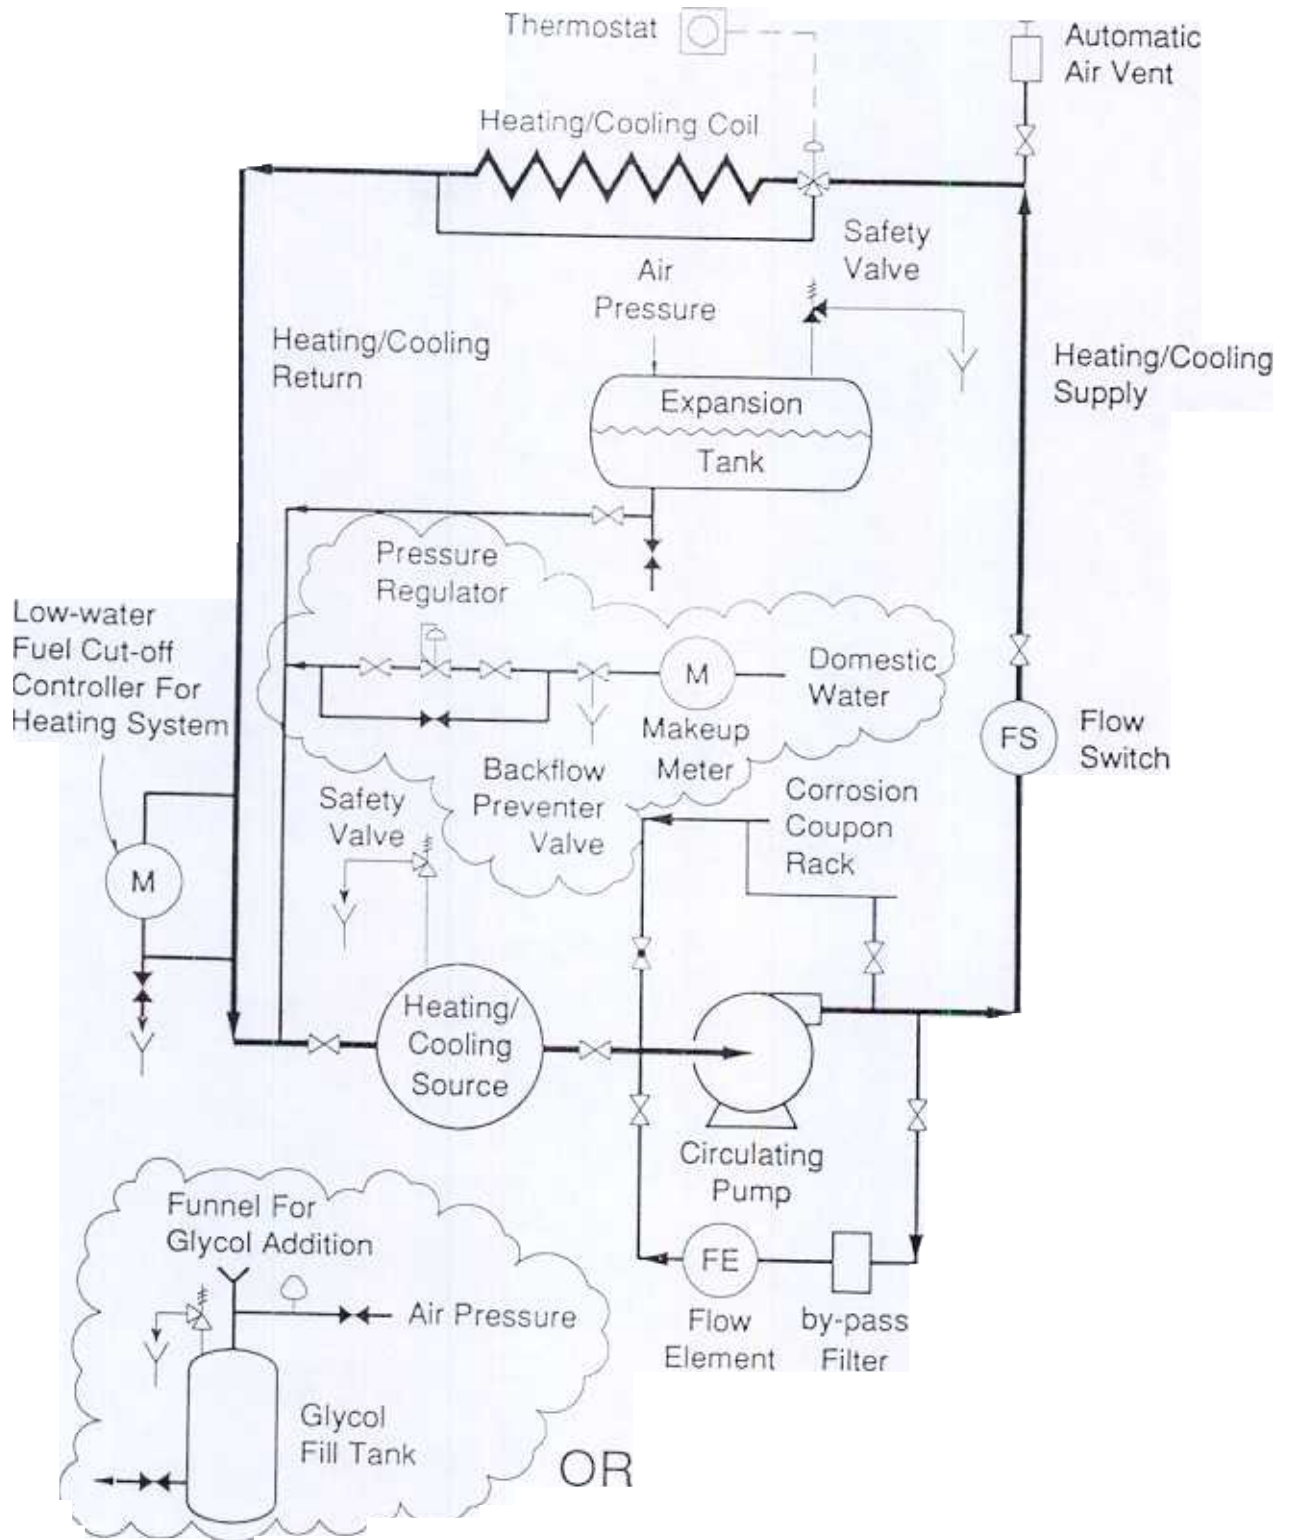 Thermostat
Automatic
Air Vent
Heating/Cooling Coil
Safety
Valve
Air
Pressure
Heating/Cooling
Return
Heating/Cooling
Supply
Expansion
Tank
Pressure
Regulator
Low-water
Fuel Cut-off
Controller For
Heating System
M
Domestic
Water
Makeup
Meter
FS
Flow
Switch
Backflow
Preventer
Valve
Safety
Valve
Corrosion
Coupon
Rack
M
Heating/
Cooling
Source
Circulating
Pump
Funnel For
Glycol Addition
FE
Air Pressure
Flow
Element
by-pass
Filter
Glycol
Fill Tank
OR